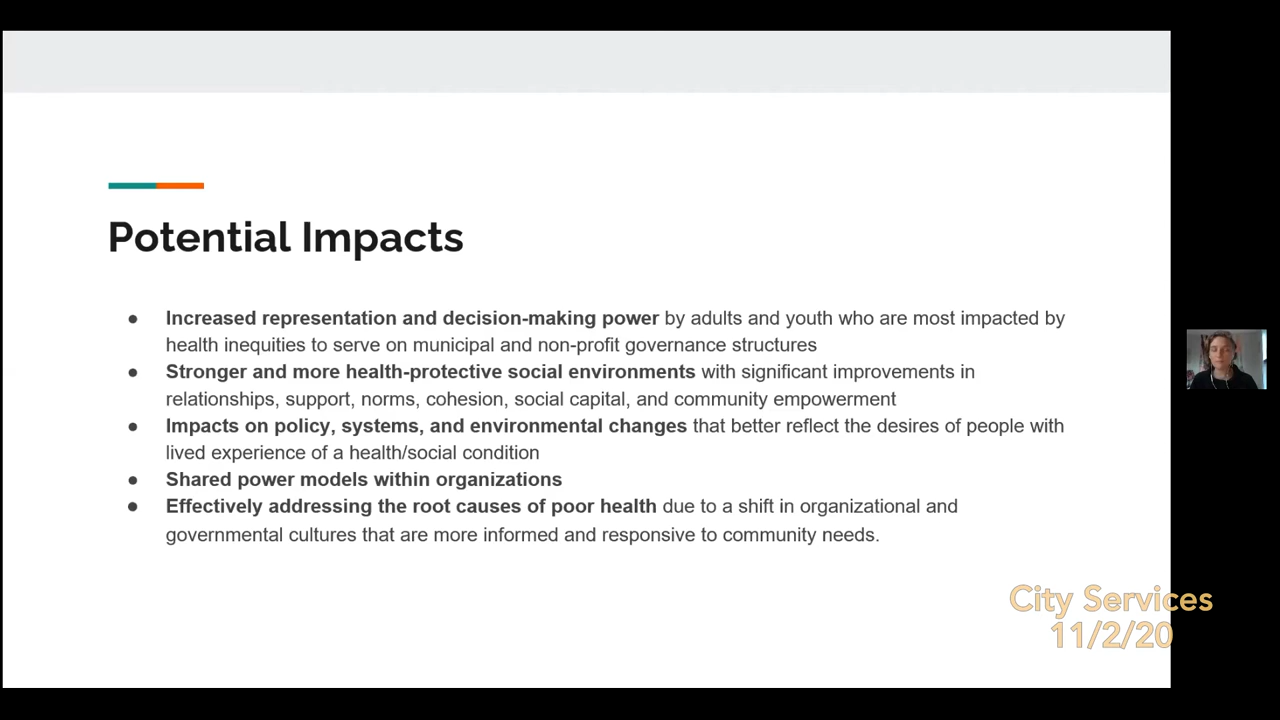 Potential Impacts
● Increased representation and decision-making power by adults and youth who are most impacted by
health inequities to serve on municipal and non-profit governance structures
● Stronger and more health-protective social environments with significant improvements in
relationships, support, norms, cohesion, social capital, and community empowerment
● Impacts on policy, systems, and environmental changes that better reflect the desires of people with
lived experience of a health/social condition
● Shared power models within organizations
● Effectively addressing the root causes of poor health due to a shift in organizational and
governmental cultures that are more informed and responsive to community needs.
City Services
11/2/20